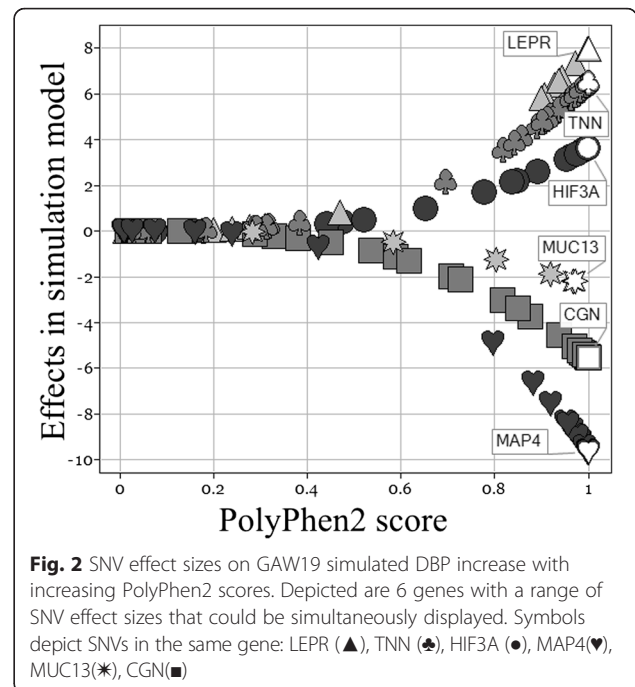 8
6
4
2
0
-2
-4
-6
-8
-10
Effects in simulation model
LEPR
TNN
HIF3A
MUC13
CGN
MAP4
0 0.2 0.4 0.6 0.8 1
PolyPhen2 score
Fig. 2 SNV effect sizes on GAW19 simulated DBP increase with
increasing PolyPhen2 scores. Depicted are 6 genes with a range of
SNV effect sizes that could be simultaneously displayed. Symbols
depict SNVs in the same gene: LEPR (▲), TNN (♣), HIF3A (●), MAP4(♥),
MUC13(✷), CGN(■)